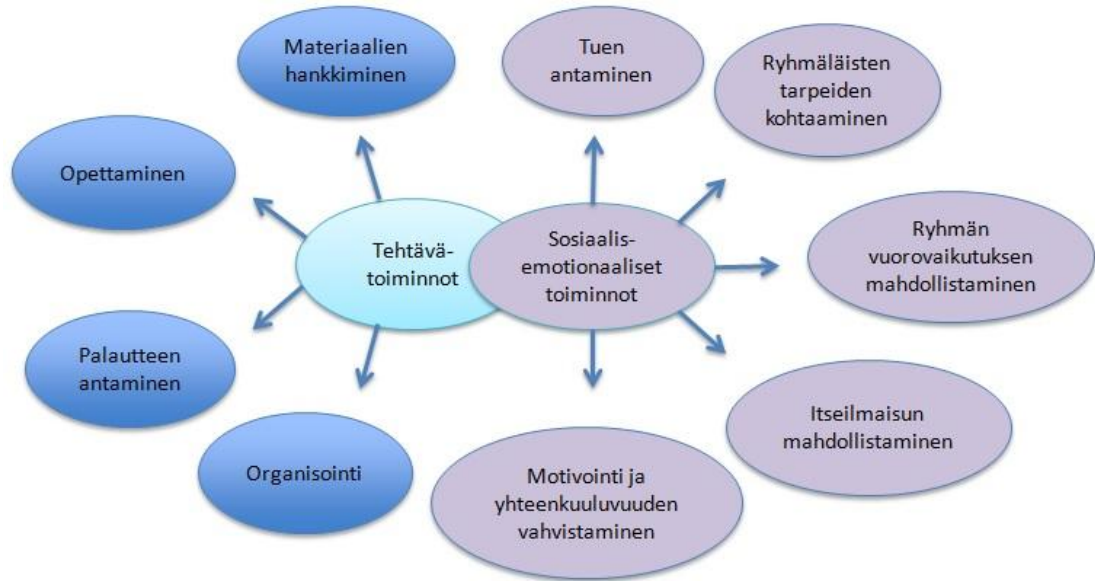 Materiaalien
hankkiminen
Tuen
antaminen
Ryhmäläisten
tarpeiden
kohtaaminen
Opettaminen
Tehtävä-
toiminnot
Sosiaalis-
emotionaaliset
toiminnot
Ryhmän
vuorovaikutuksen
mahdollistaminen
Palautteen
antaminen
Itseilmaisun
mahdollistaminen
Organisointi
Motivointi ja
yhteenkuuluvuuden
vahvistaminen